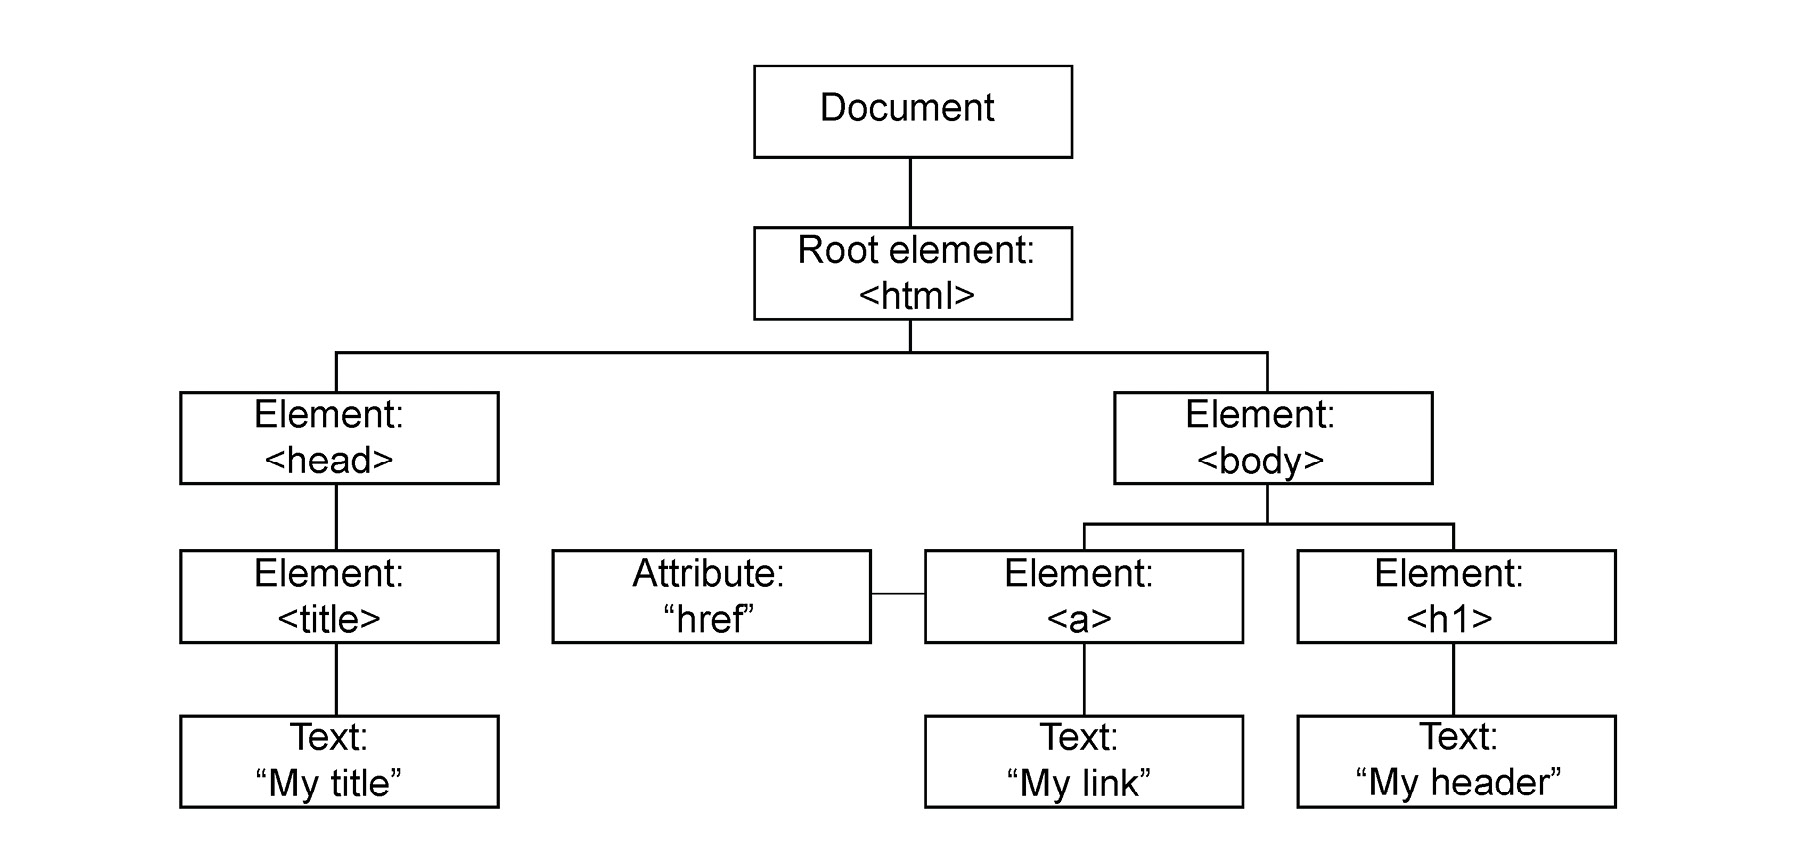 Document
Root element:
<html>
Element:
<head>
Element:
<body>
Element:
<title>
Attribute:
“href”
Element:
<a>
Element:
<h1>
Text:
“My title”
Text:
“My link”
Text:
“My header”